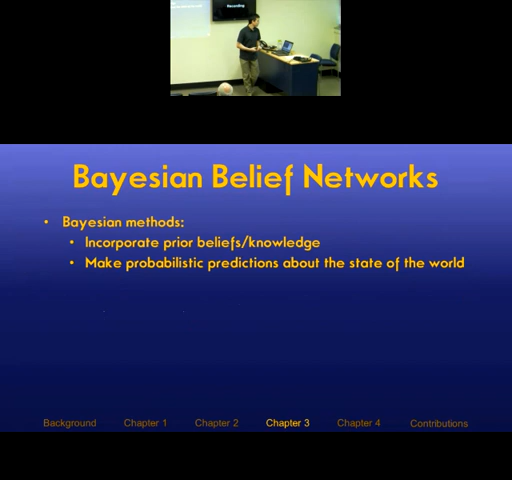 Recording
Bayesian Belief Networks
• Bayesian methods:
• Incorporate prior beliefs/knowledge
• Make probabilistic predictions about the state of the world
Background Chapter 1 Chapter 2 Chapter 3 Chapter 4 Contributions